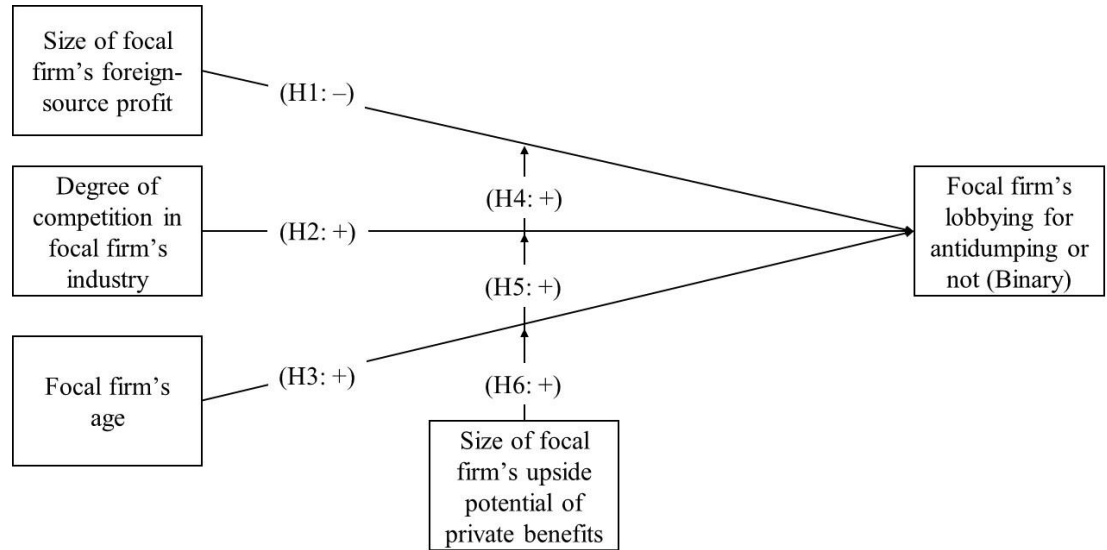 Size of focal
firm’s foreign-
source profit
(H1: –)
Degree of
competition in
focal firm’s
industry
(H2: +)
(H4: +)
Focal firm’s
lobbying for
antidumping or
not (Binary)
(H5: +)
Focal firm’s
age
(H3: +)
(H6: +)
Size of focal
firm’s upside
potential of
private benefits